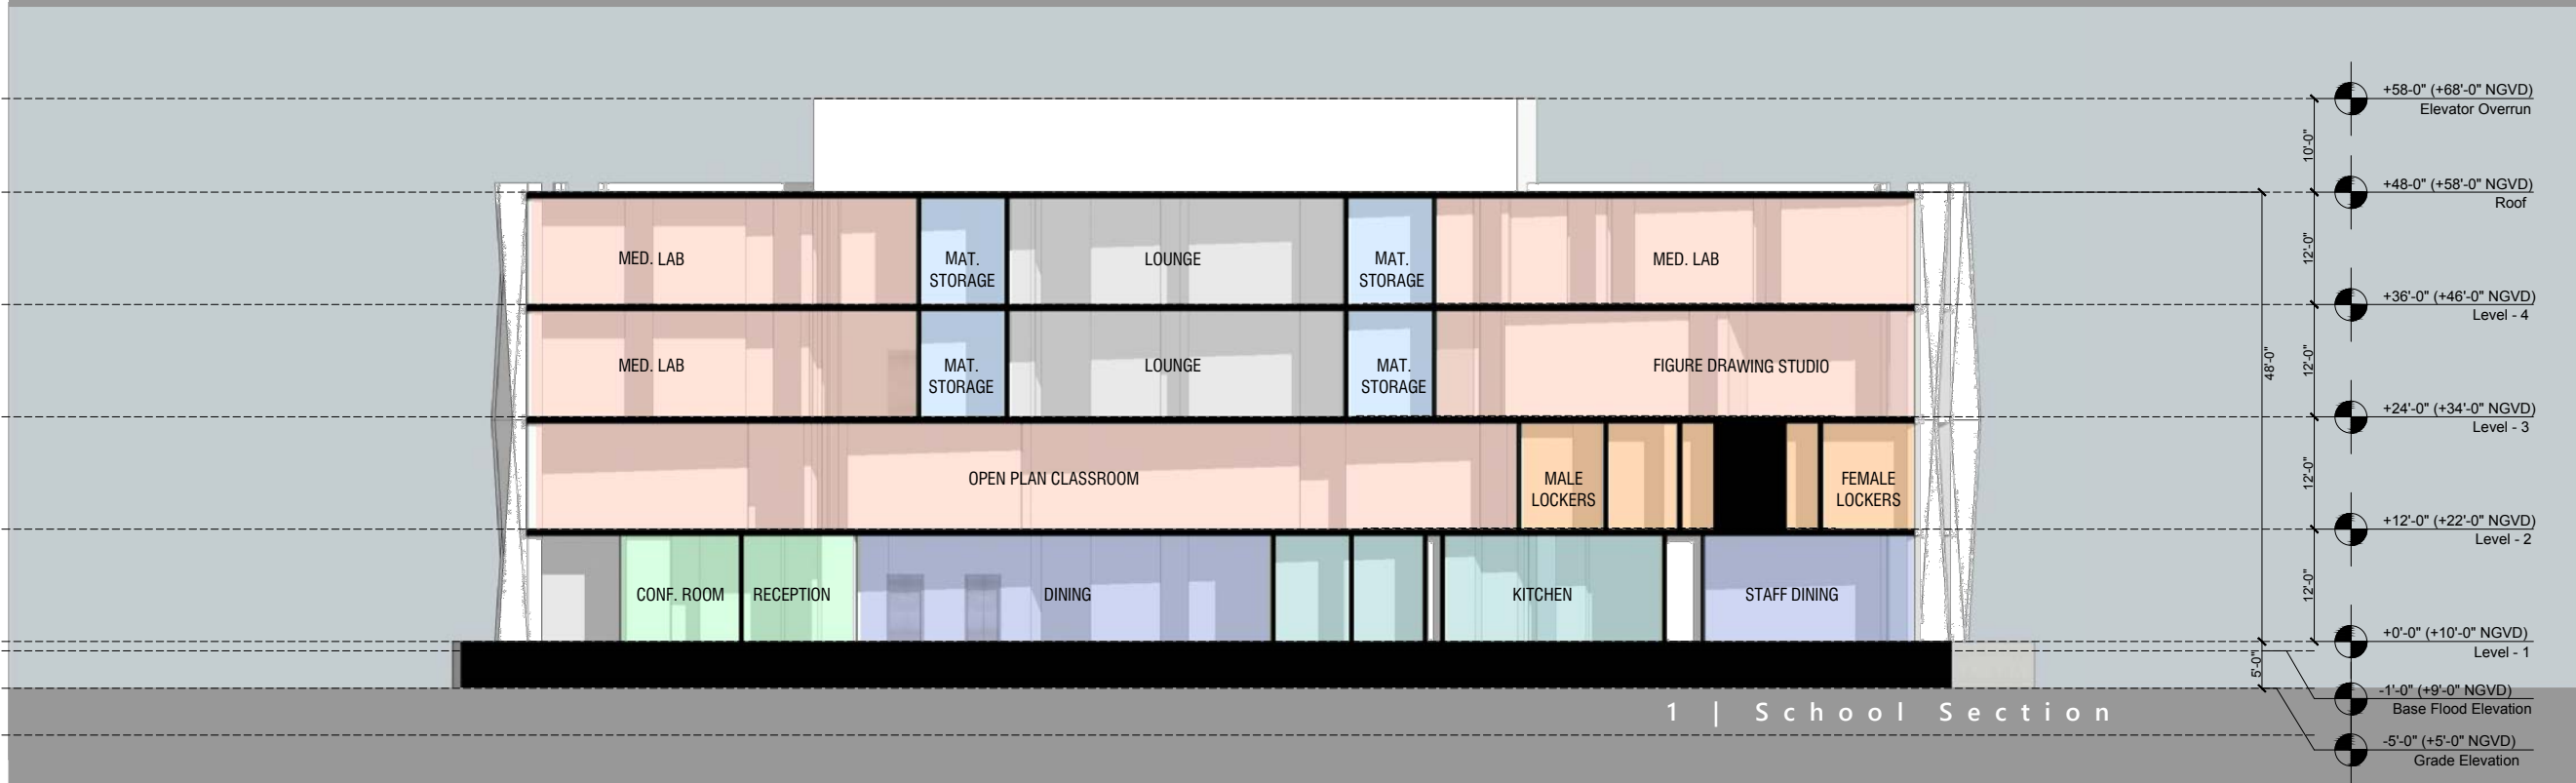 +58-0" (+68'-0" NGVD)
Elevator Overrun
10'-0"
+48-0" (+58'-0" NGVD)
Roof
MED. LAB
MAT.
STORAGE
LOUNGE
MAT.
STORAGE
MED. LAB
12'-0"
+36'-0" (+46'-0" NGVD)
Level - 4
MED. LAB
MAT.
STORAGE
LOUNGE
MAT.
STORAGE
FIGURE DRAWING STUDIO
48'-0"
12'-0"
+24'-0" (+34'-0" NGVD)
Level - 3
OPEN PLAN CLASSROOM
MALE
LOCKERS
FEMALE
LOCKERS
12'-0"
+12'-0" (+22'-0" NGVD)
Level - 2
CONF. ROOM
RECEPTION
DINING
KITCHEN
STAFF DINING
12'-0"
+0'-0" (+10'-0" NGVD)
Level - 1
5'-0"
-1'-0" (+9'-0" NGVD)
Base Flood Elevation
1 | School Section
-5'-0" (+5'-0" NGVD)
Grade Elevation